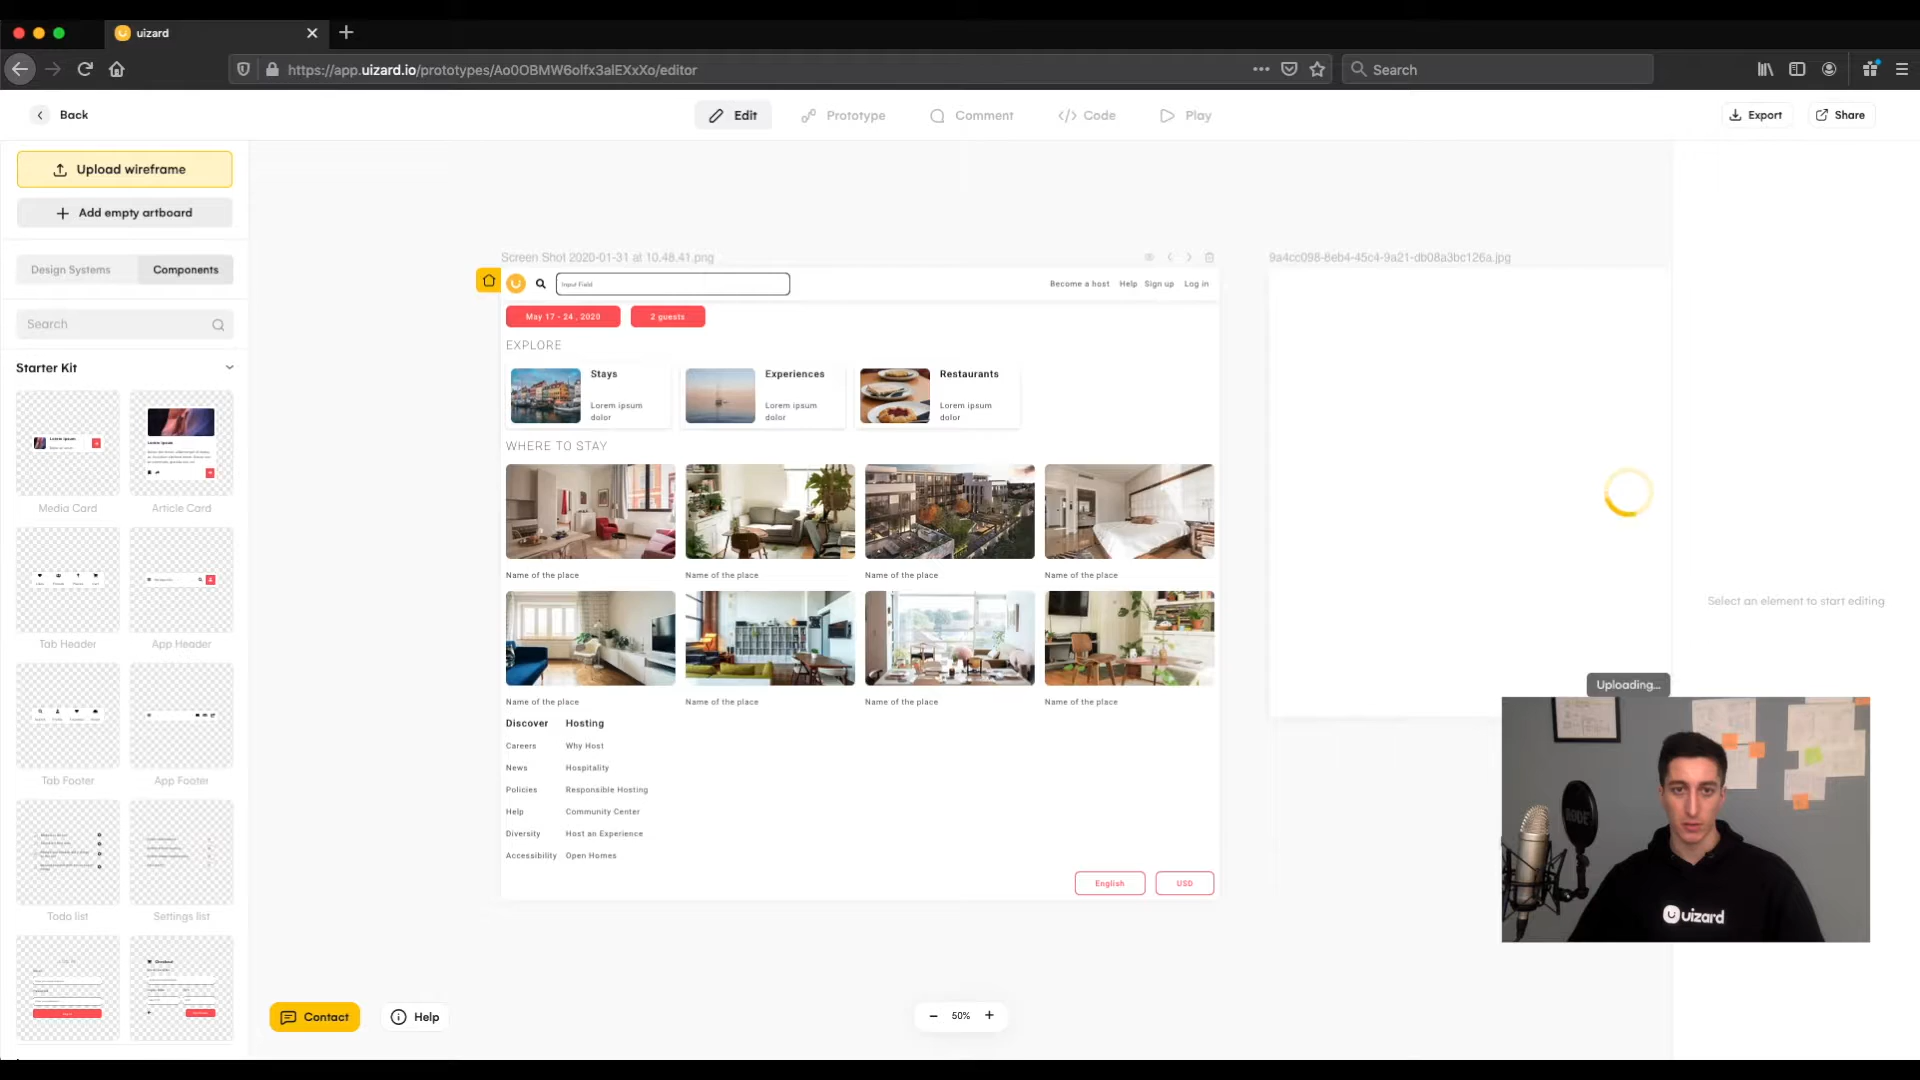 uizard
https://app.uizard.io/prototypes/Ao0OBMW6olfx3alEXxXo/editor
Search
Back
Edit
Prototype
Comment
Code
Play
Export
Share
Upload wireframe
Add empty artboard
Design Systems
Components
Search
Starter Kit
Media Card
Article Card
Tab Header
App Header
Tab Footer
App Footer
Todo list
Settings list
Screen Shot 2020-01-31 at 10.48.41.png
Input Field
Become a host Help Sign up Log in
May 17 - 24 , 2020
2 guests
EXPLORE
Stays
Lorem ipsum
dolor
Experiences
Lorem ipsum
dolor
Restaurants
Lorem ipsum
dolor
WHERE TO STAY
Name of the place
Name of the place
Name of the place
Name of the place
Name of the place
Name of the place
Name of the place
Name of the place
Discover Hosting
Careers Why Host
News Hospitality
Policies Responsible Hosting
Help Community Center
Diversity Host an Experience
Accessibility Open Homes
English
USD
9a4cc098-8eb4-45c4-9a21-db08a3bc126a.jpg
Select an element to start editing
Uploading...
RODE
uizard
Contact
Help
50%